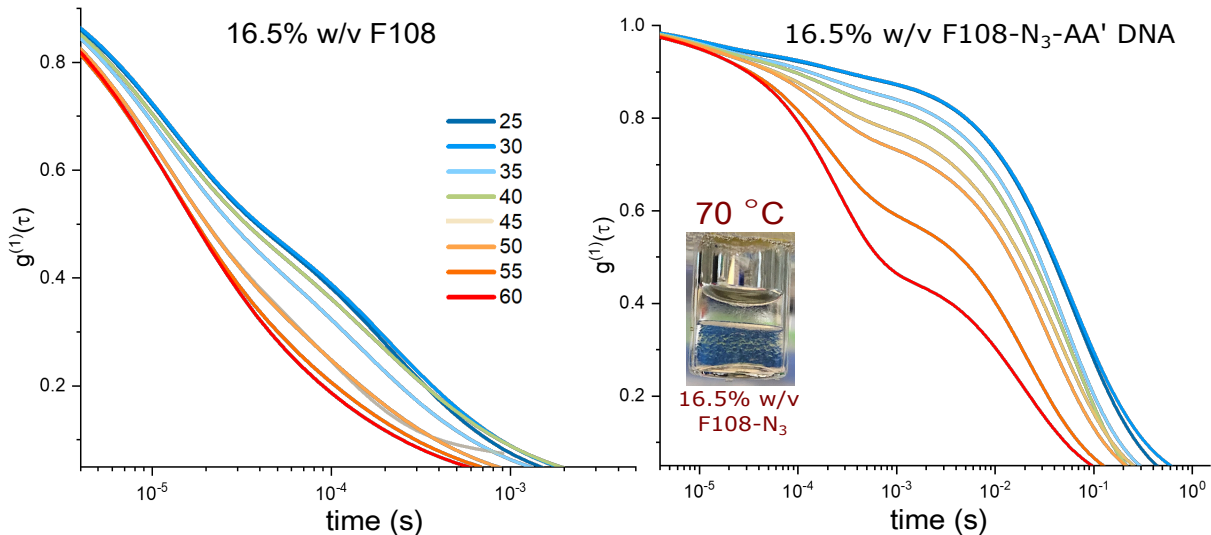 16.5% w/v F108
g⁽¹⁾(τ)
0.8
0.6
0.4
0.2
25
30
35
40
45
50
55
60
10⁻⁵
10⁻⁴
10⁻³
time (s)
16.5% w/v F108-N₃-AA' DNA
g⁽¹⁾(τ)
1.0
0.8
0.6
0.4
0.2
70 °C
16.5% w/v
F108-N₃
10⁻⁵
10⁻⁴
10⁻³
10⁻²
10⁻¹
10⁰
time (s)